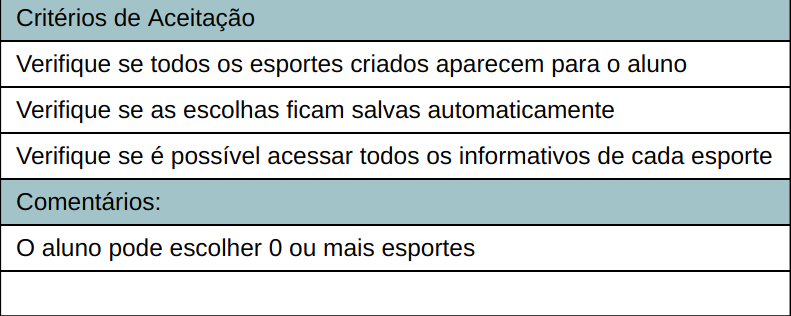 Critérios de Aceitação
Verifique se todos os esportes criados aparecem para o aluno
Verifique se as escolhas ficam salvas automaticamente
Verifique se é possível acessar todos os informativos de cada esporte
Comentários:
O aluno pode escolher 0 ou mais esportes